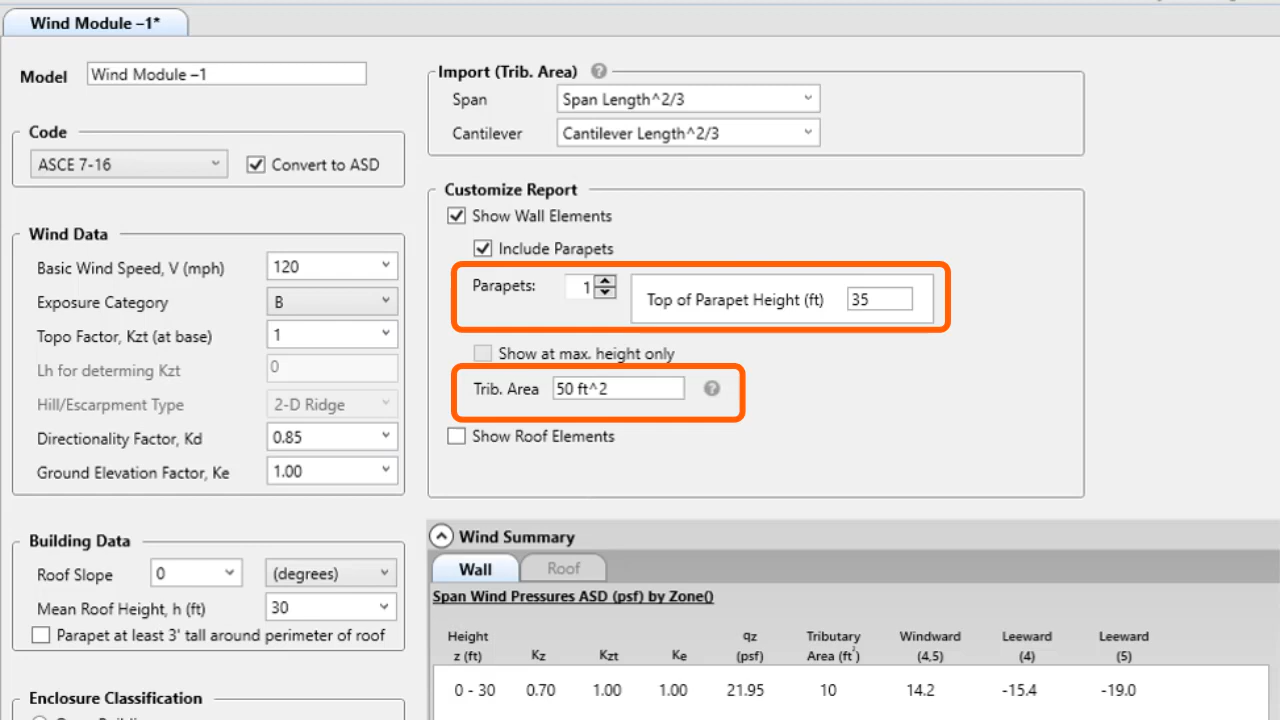 Wind Module –1*
Model Wind Module –1
Code
ASCE 7-16 Convert to ASD
Wind Data
Basic Wind Speed, V (mph) 120
Exposure Category B
Topo Factor, Kzt (at base) 1
Lh for determing Kzt 0
Hill/Escarpment Type 2-D Ridge
Directionality Factor, Kd 0.85
Ground Elevation Factor, Ke 1.00
Building Data
Roof Slope 0 (degrees)
Mean Roof Height, h (ft) 30
Parapet at least 3' tall around perimeter of roof
Enclosure Classification
Import (Trib. Area) ?
Span Span Length^2/3
Cantilever Cantilever Length^2/3
Customize Report
Show Wall Elements
Include Parapets
Parapets: 1 Top of Parapet Height (ft) 35
Show at max. height only
Trib. Area 50 ft^2 ?
Show Roof Elements
Wind Summary
Wall Roof
Span Wind Pressures ASD (psf) by Zone()
Height qz Tributary Windward Leeward Leeward
z (ft) Kz Kzt Ke (psf) Area (ft²) (4,5) (4) (5)
0 - 30 0.70 1.00 1.00 21.95 10 14.2 -15.4 -19.0